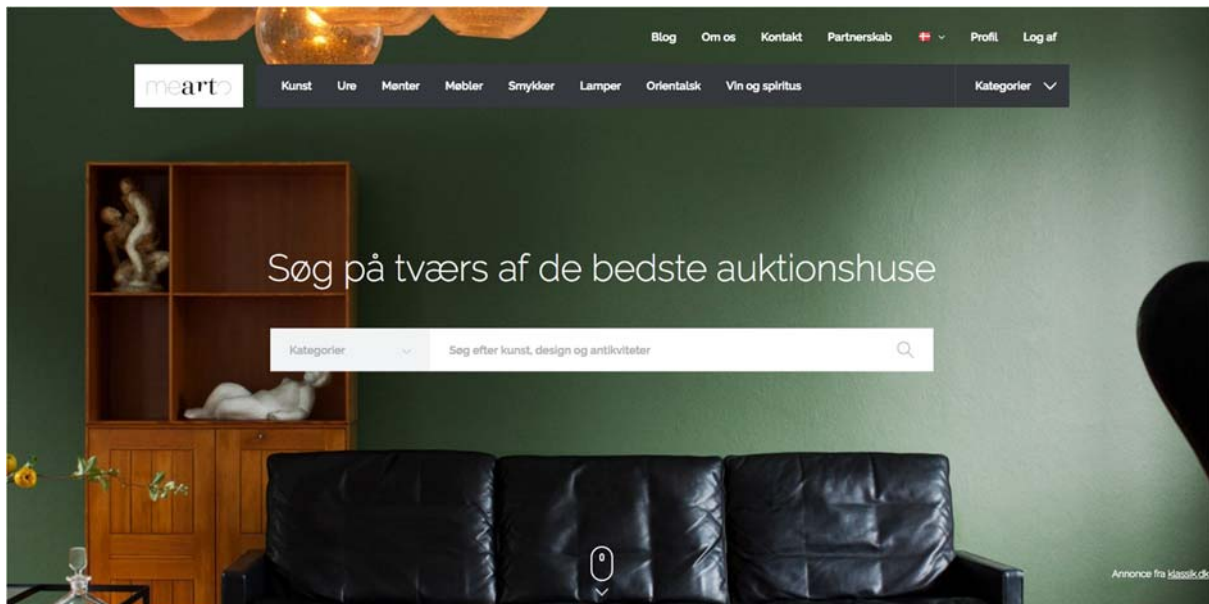 Blog Om os Kontakt Partnerskab Profil Log af
mearto Kunst Ure Mønter Møbler Smykker Lamper Orientalsk Vin og spiritus Kategorier
Søg på tværs af de bedste auktionshuse
Kategorier Søg efter kunst, design og antikviteter
Annonce fra klassik.dk